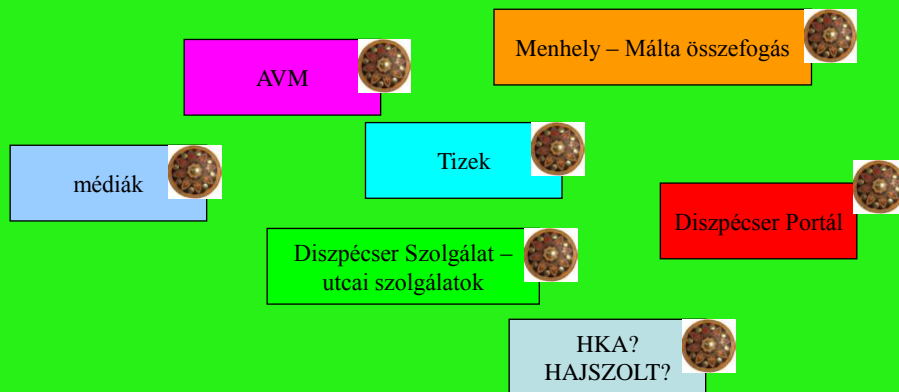 Menhely – Málta összefogás
AVM
Tizek
médiák
Diszpécser Portál
Diszpécser Szolgálat –
utcai szolgálatok
HKA?
HAJSZOLT?